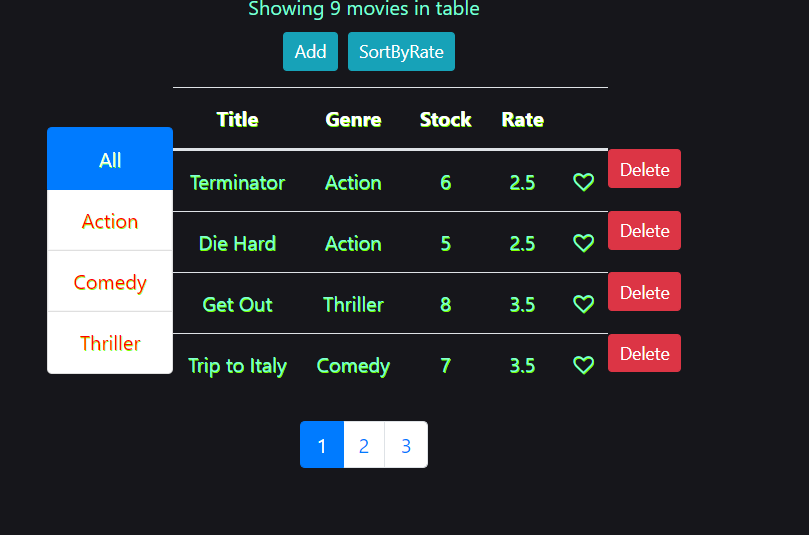 Showing 9 movies in table
Add SortByRate
Title Genre Stock Rate
All
Action
Comedy
Thriller
Terminator Action 6 2.5 Delete
Die Hard Action 5 2.5 Delete
Get Out Thriller 8 3.5 Delete
Trip to Italy Comedy 7 3.5 Delete
1 2 3